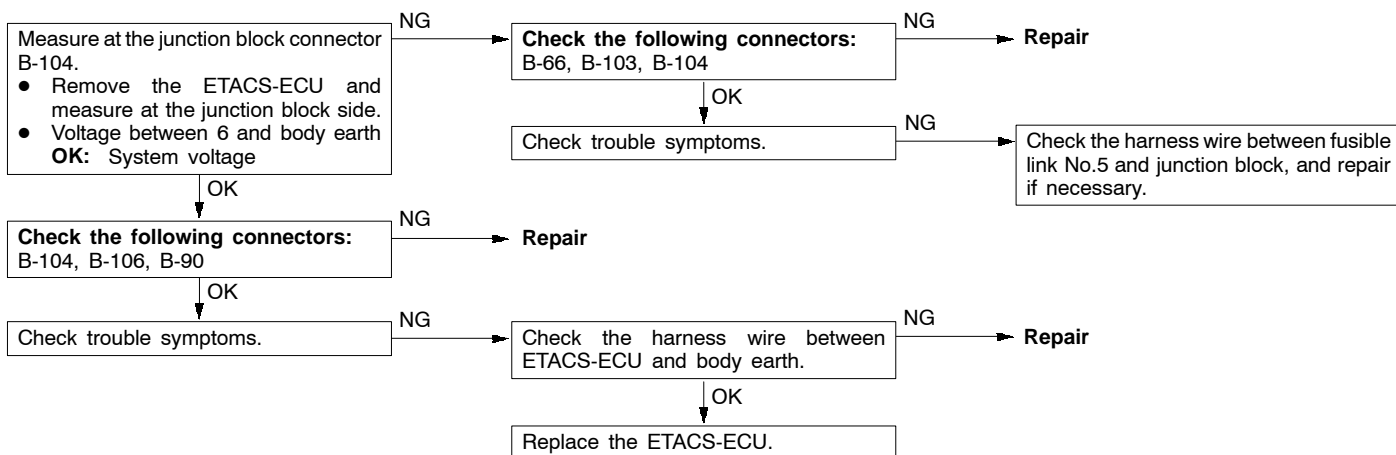 Measure at the junction block connector
B-104.
● Remove the ETACS-ECU and
measure at the junction block side.
● Voltage between 6 and body earth
OK: System voltage
NG
Check the following connectors:
B-66, B-103, B-104
NG
Repair
OK
Check trouble symptoms.
NG
Check the harness wire between fusible
link No.5 and junction block, and repair
if necessary.
OK
Check the following connectors:
B-104, B-106, B-90
NG
Repair
OK
Check trouble symptoms.
NG
Check the harness wire between
ETACS-ECU and body earth.
NG
Repair
OK
Replace the ETACS-ECU.